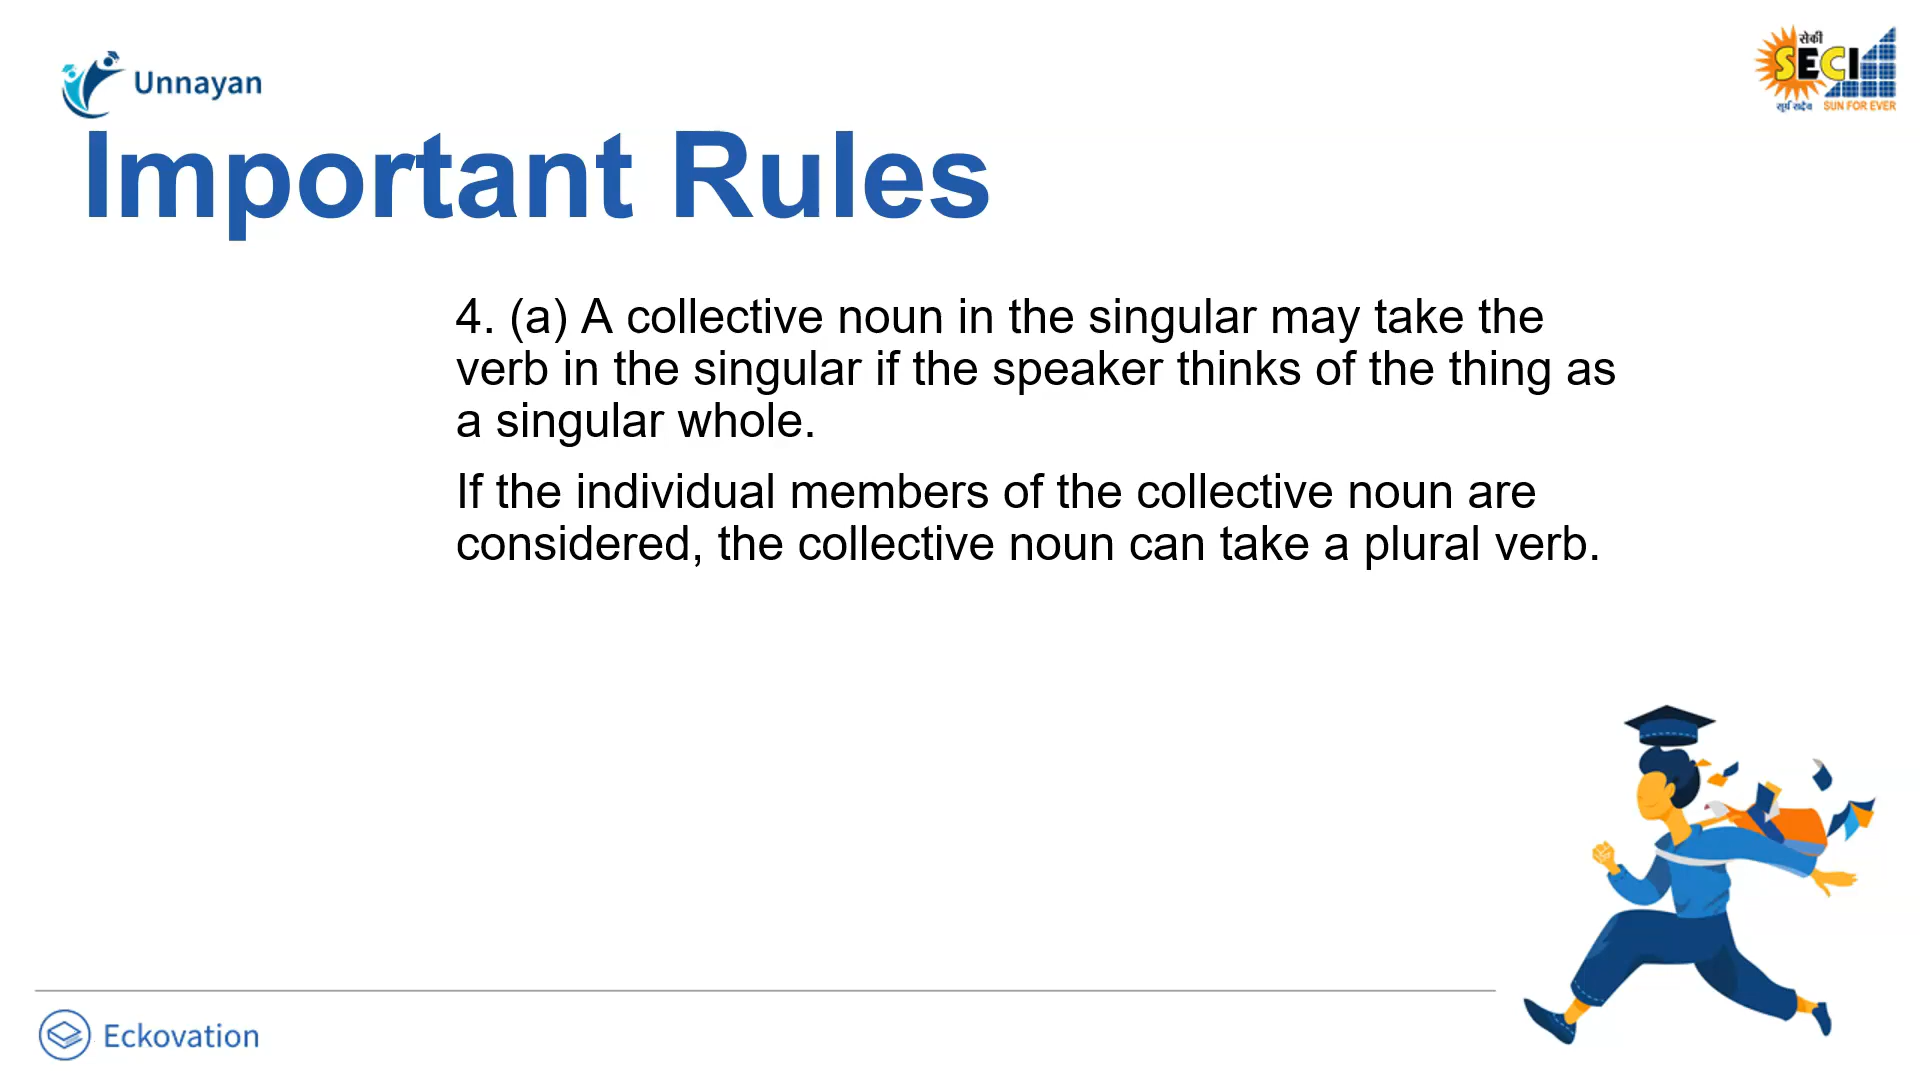 Unnayan
सेकी
SECI
सूर्य सदैव SUN FOR EVER
Important Rules
4. (a) A collective noun in the singular may take the
verb in the singular if the speaker thinks of the thing as
a singular whole.
If the individual members of the collective noun are
considered, the collective noun can take a plural verb.
Eckovation